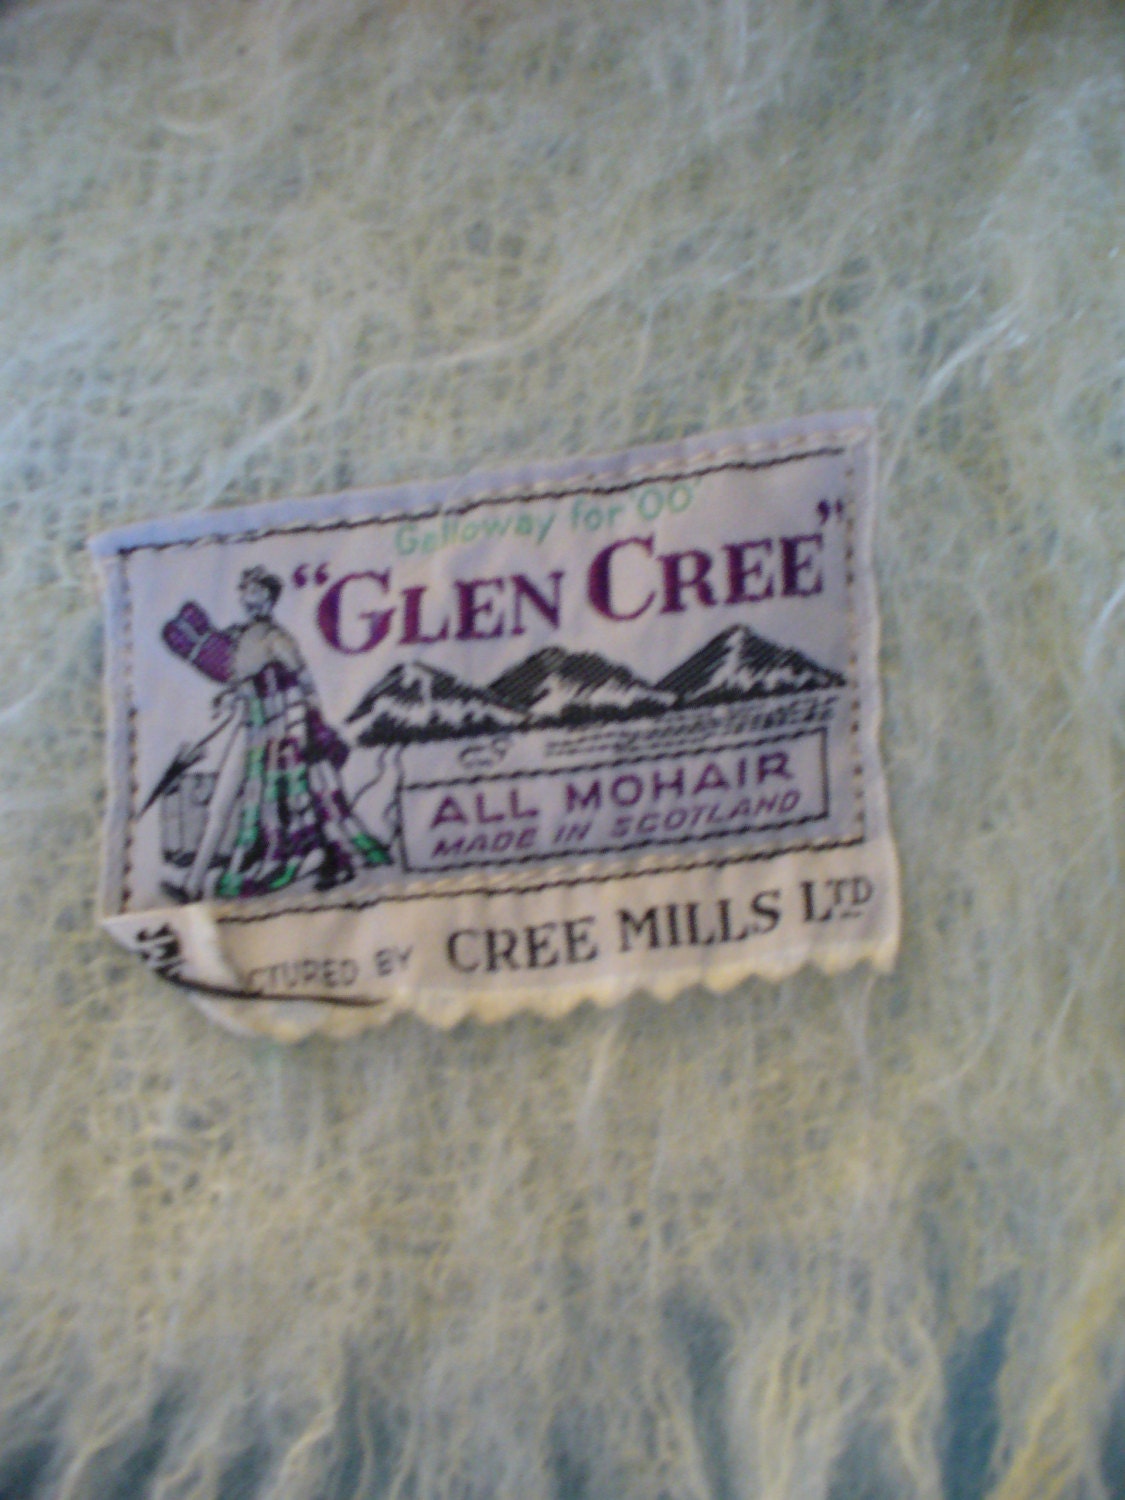 Galloway for 'OO'
"GLEN CREE"
ALL MOHAIR
MADE IN SCOTLAND
CTURED BY CREE MILLS LTD